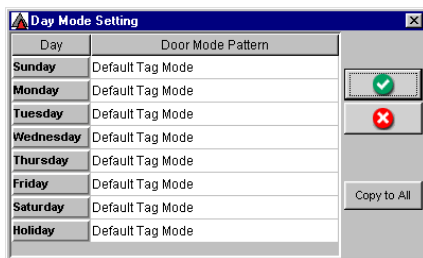 Day Mode Setting
Day Door Mode Pattern
Sunday Default Tag Mode
Monday Default Tag Mode
Tuesday Default Tag Mode
Wednesday Default Tag Mode
Thursday Default Tag Mode
Friday Default Tag Mode
Saturday Default Tag Mode
Holiday Default Tag Mode
Copy to All